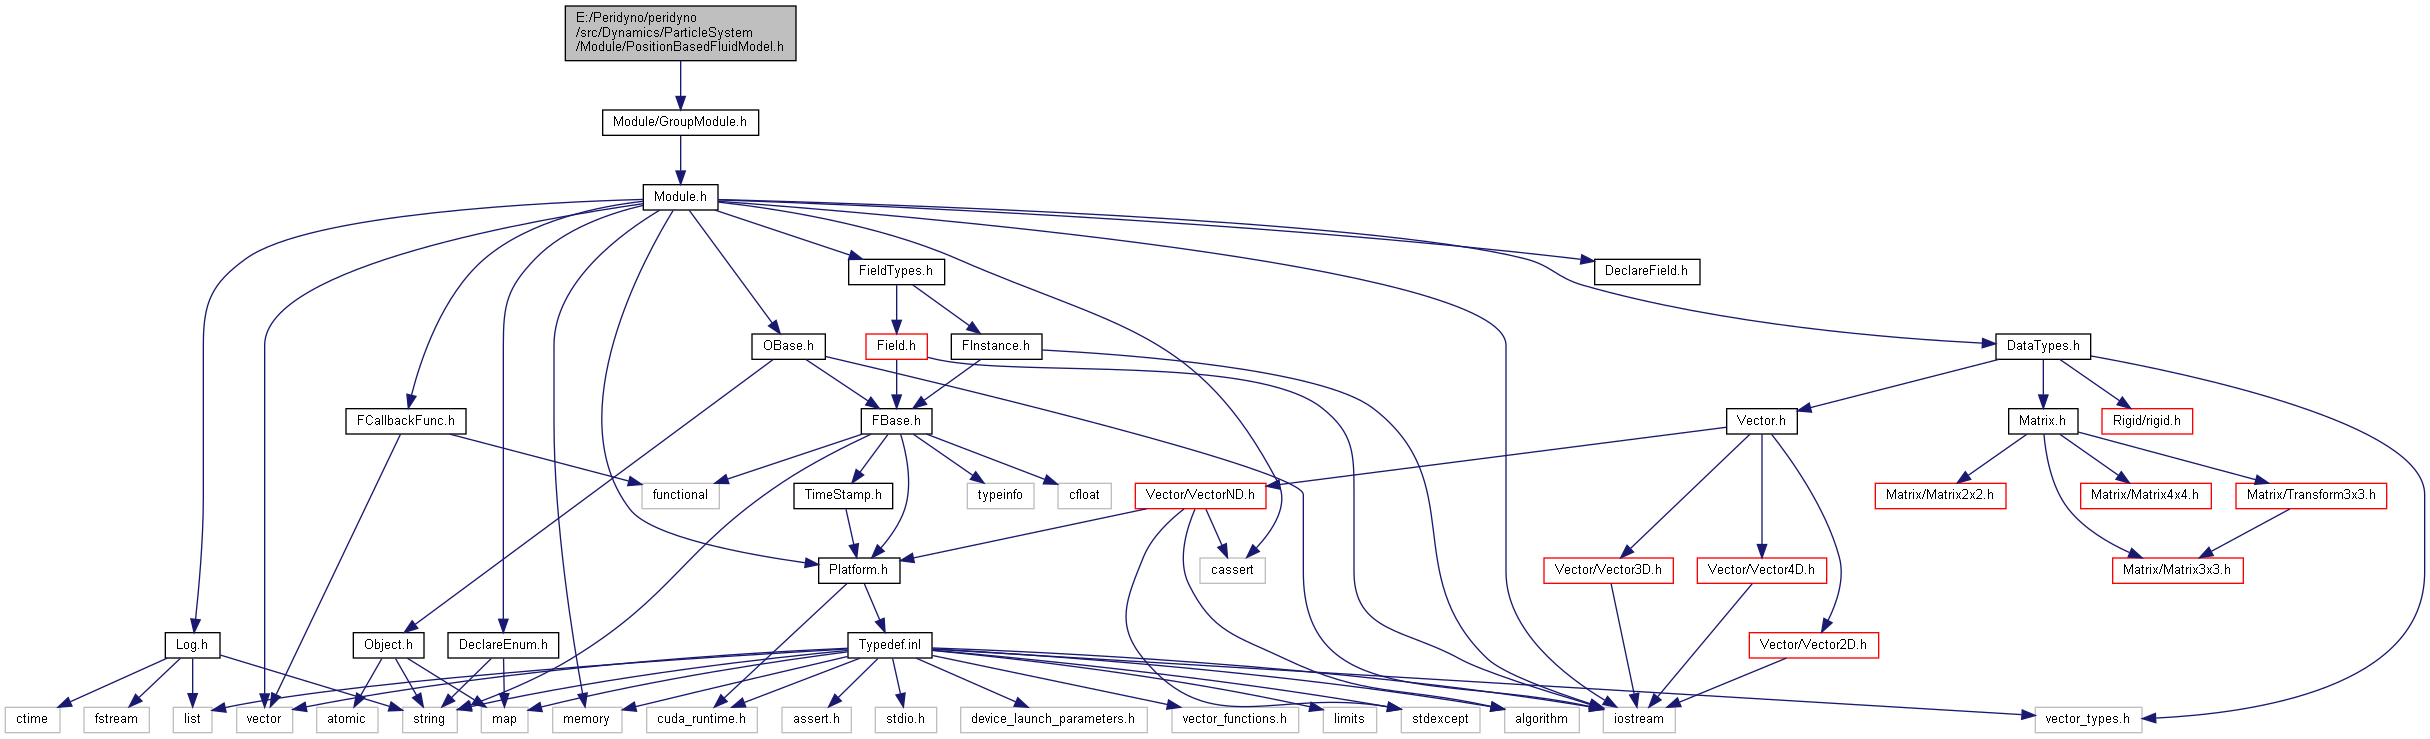 E:/Peridyno/peridyno
/src/Dynamics/ParticleSystem
/Module/PositionBasedFluidModel.h
Module/GroupModule.h
Module.h
FieldTypes.h
DeclareField.h
OBase.h
Field.h
FInstance.h
DataTypes.h
FCallbackFunc.h
FBase.h
Vector.h
Matrix.h
Rigid/rigid.h
functional
TimeStamp.h
typeinfo
cfloat
Vector/VectorND.h
Matrix/Matrix2x2.h
Matrix/Matrix4x4.h
Matrix/Transform3x3.h
Platform.h
cassert
Vector/Vector3D.h
Vector/Vector4D.h
Matrix/Matrix3x3.h
Log.h
Object.h
DeclareEnum.h
Typedef.inl
Vector/Vector2D.h
ctime
fstream
list
vector
atomic
string
map
memory
cuda_runtime.h
assert.h
stdio.h
device_launch_parameters.h
vector_functions.h
limits
stdexcept
algorithm
iostream
vector_types.h